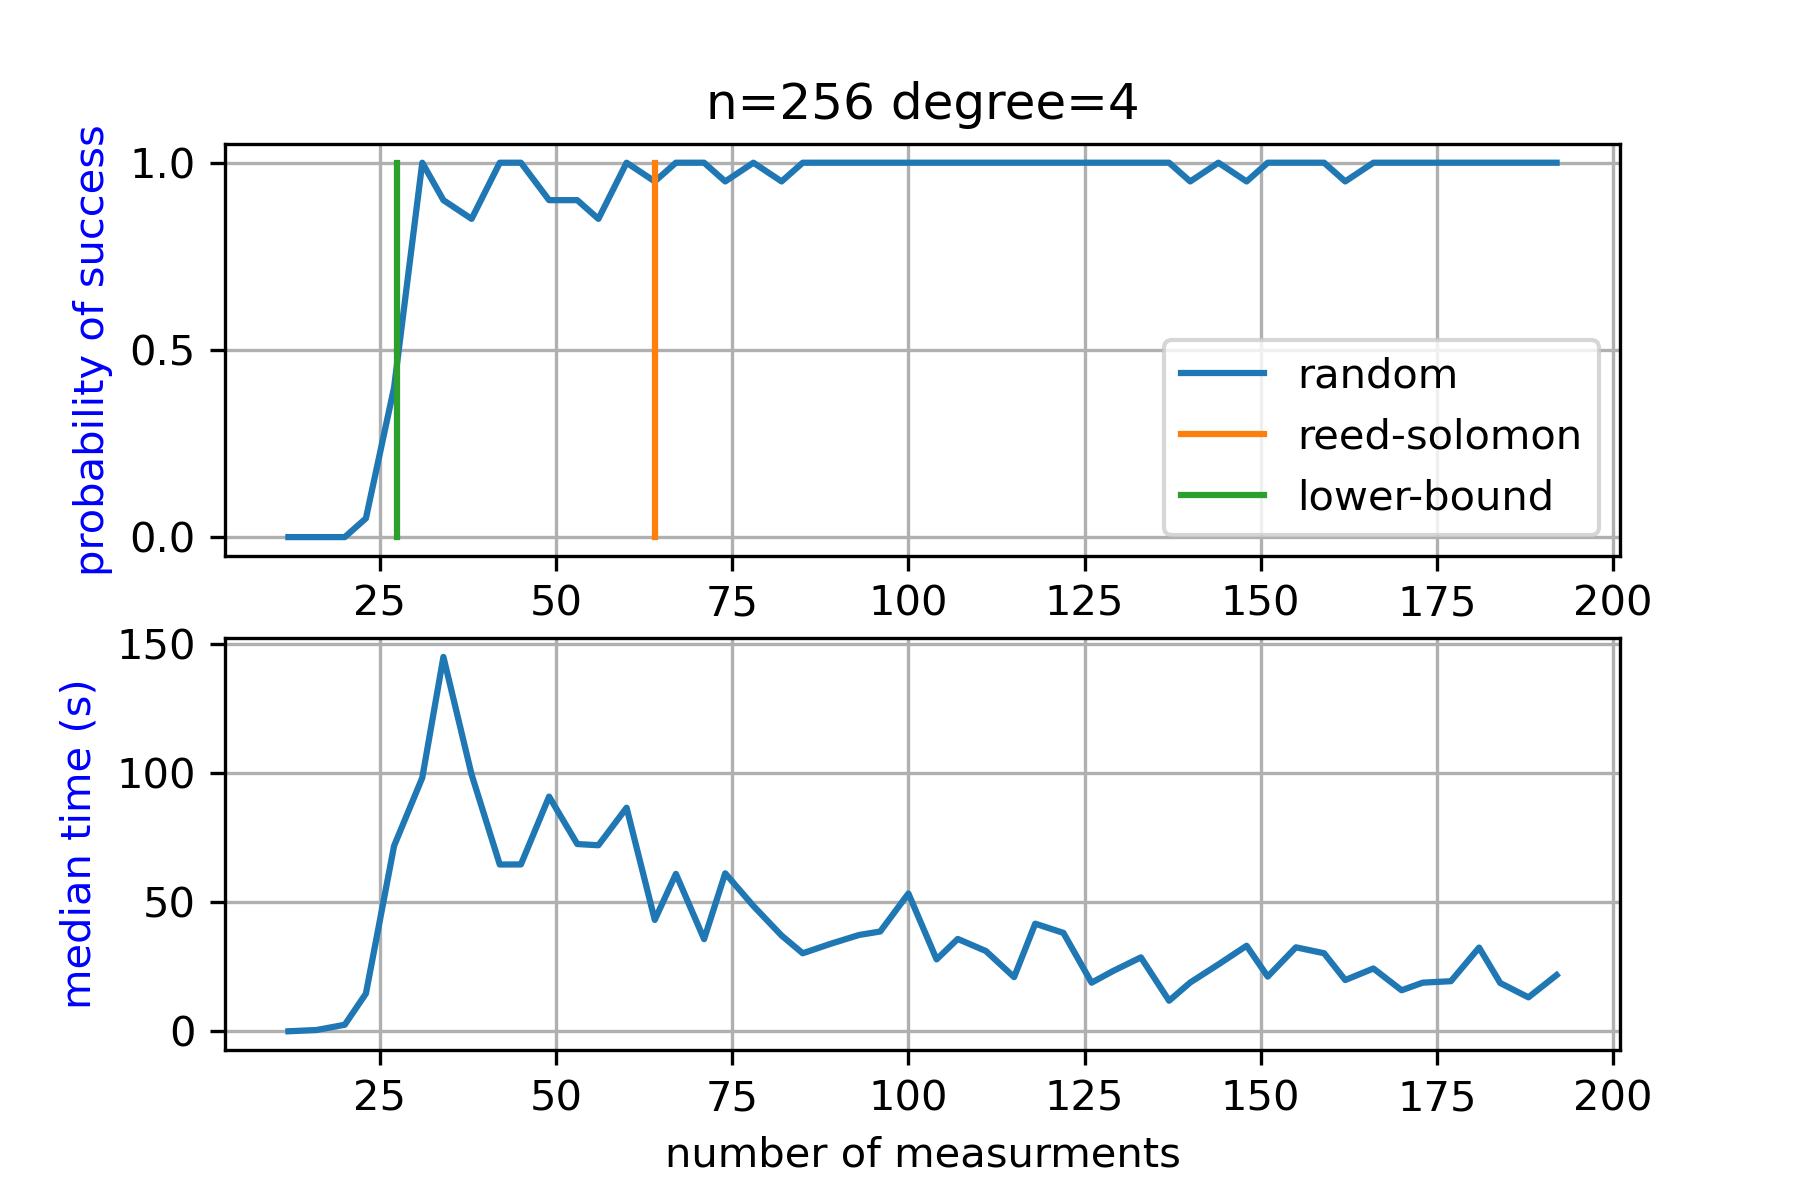 n=256 degree=4
probability of success
1.0
0.5
0.0
random
reed-solomon
lower-bound
25 50 75 100 125 150 175 200
median time (s)
150
100
50
0
25 50 75 100 125 150 175 200
number of measurments